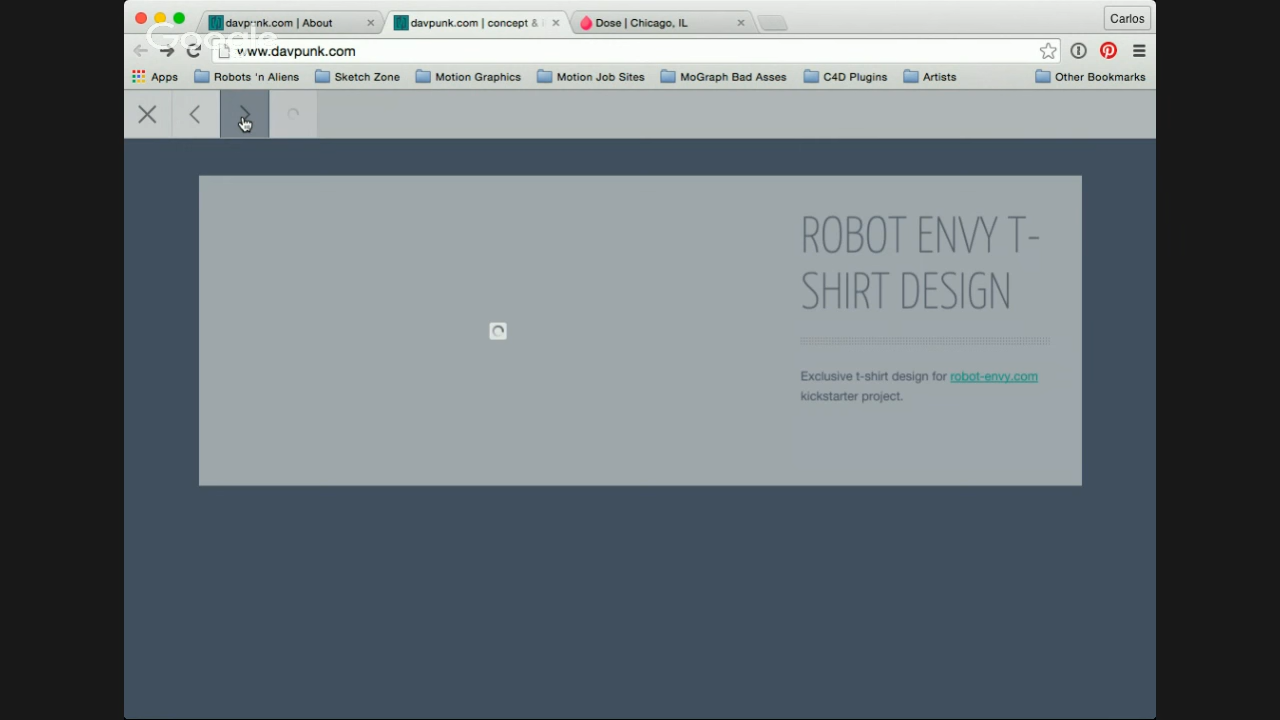 davpunk.com | About
davpunk.com | concept &
Dose | Chicago, IL
Carlos
Google
www.davpunk.com
Apps
Robots 'n Aliens
Sketch Zone
Motion Graphics
Motion Job Sites
MoGraph Bad Asses
C4D Plugins
Artists
Other Bookmarks
ROBOT ENVY T-
SHIRT DESIGN
Exclusive t-shirt design for robot-envy.com
kickstarter project.